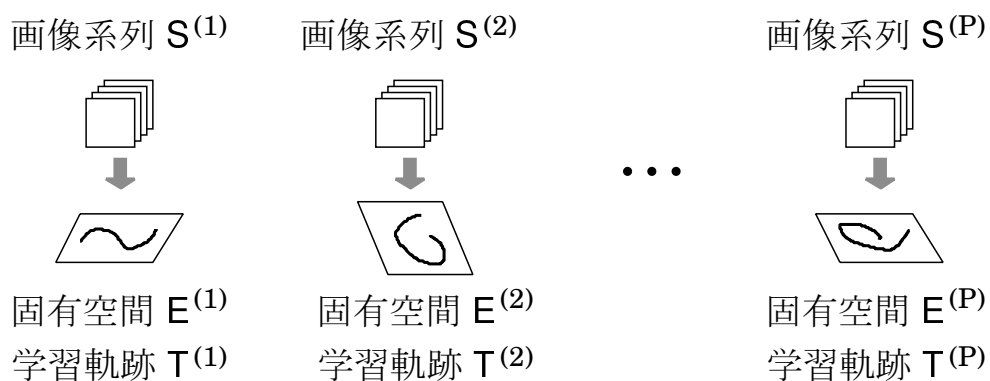 画像系列 S(1)
画像系列 S(2)
画像系列 S(P)
...
固有空間 E(1)
学習軌跡 T(1)
固有空間 E(2)
学習軌跡 T(2)
固有空間 E(P)
学習軌跡 T(P)